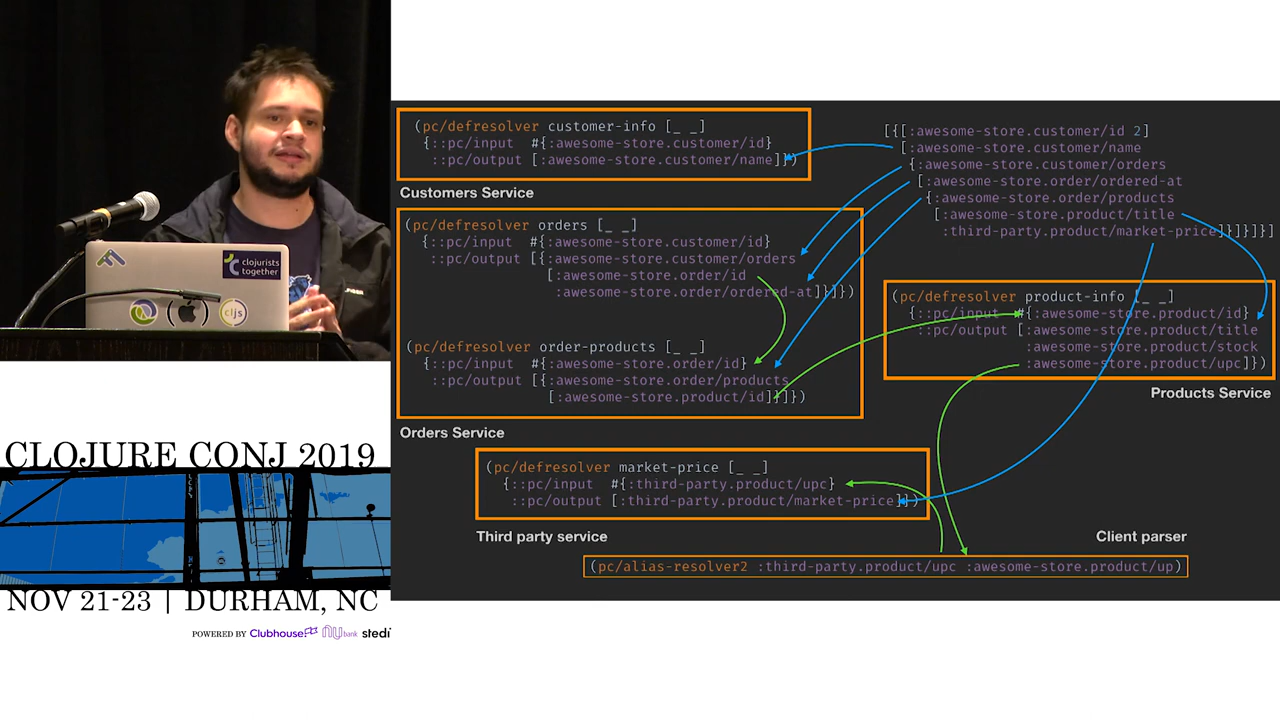 (pc/defresolver customer-info [_ _]
{::pc/input #{:awesome-store.customer/id}
::pc/output [:awesome-store.customer/name]})
Customers Service
(pc/defresolver orders [_ _]
{::pc/input #{:awesome-store.customer/id}
::pc/output [{:awesome-store.customer/orders
[:awesome-store.order/id
:awesome-store.order/ordered-at]}]})
(pc/defresolver order-products [_ _]
{::pc/input #{:awesome-store.order/id}
::pc/output [{:awesome-store.order/products
[:awesome-store.product/id]}]})
Orders Service
[{[:awesome-store.customer/id 2]
[:awesome-store.customer/name
{:awesome-store.customer/orders
[:awesome-store.order/ordered-at
{:awesome-store.order/products
[:awesome-store.product/title
:third-party.product/market-price]}]}]}]
(pc/defresolver product-info [_ _]
{::pc/input #{:awesome-store.product/id}
::pc/output [:awesome-store.product/title
:awesome-store.product/stock
:awesome-store.product/upc]})
Products Service
(pc/defresolver market-price [_ _]
{::pc/input #{:third-party.product/upc}
::pc/output [:third-party.product/market-price]})
Third party service
Client parser
(pc/alias-resolver2 :third-party.product/upc :awesome-store.product/up)
clojurists
together
cljs
CLOJURE CONJ 2019
NOV 21-23 | DURHAM, NC
POWERED BY Clubhouse nubank stedi